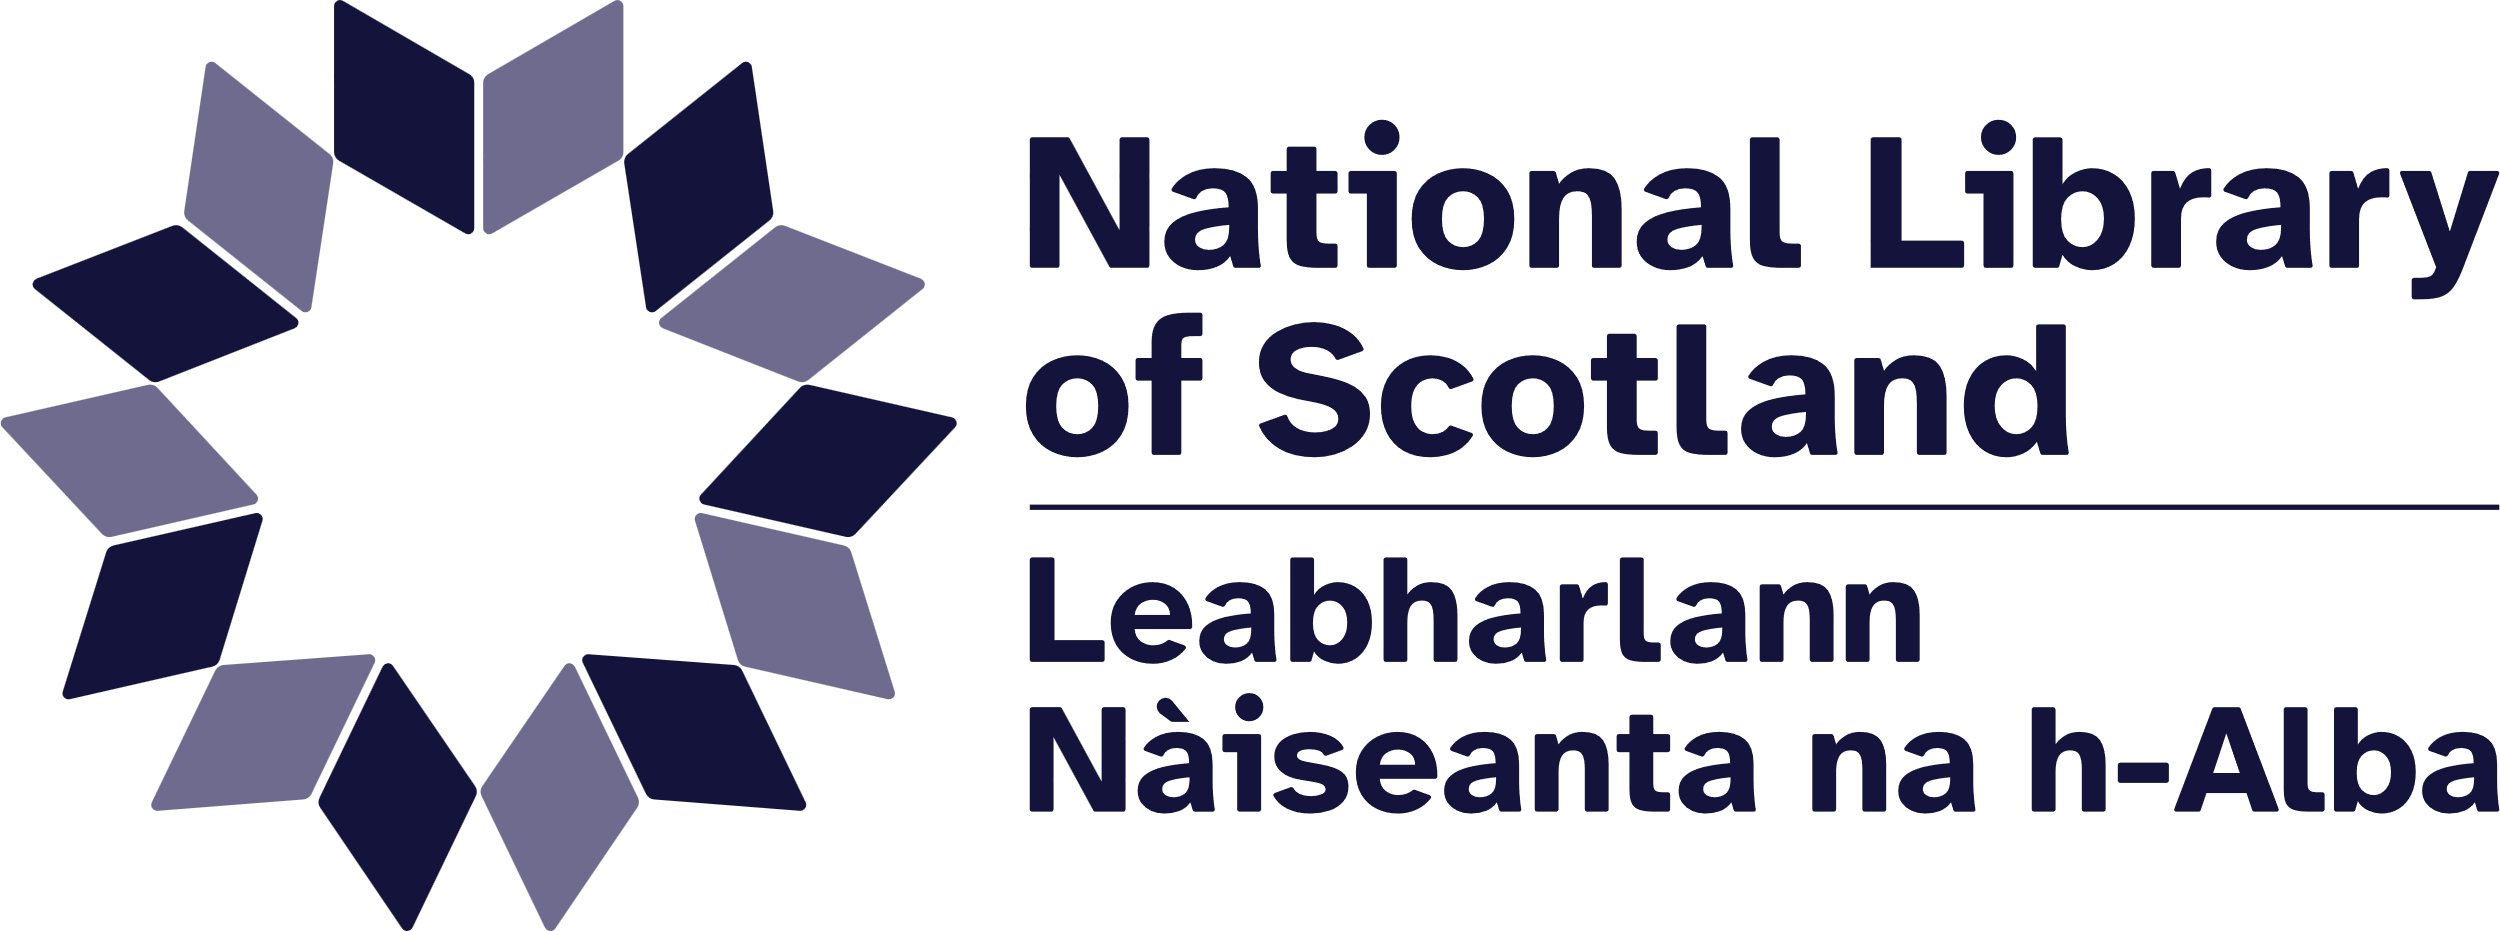 National Library
of Scotland
Leabharlann
Nàiseanta na h-Alba